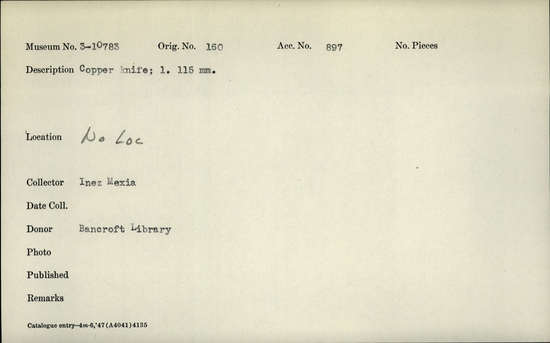 Museum No. 3-10783 Orig. No. 160 Acc. No. 897 No. Pieces
Description Copper knife; l. 115 mm.
Location No Loc
Collector Inez Mexia
Date Coll.
Donor Bancroft Library
Photo
Published
Remarks
Catalogue entry—4m-6,'47(A4041)4135